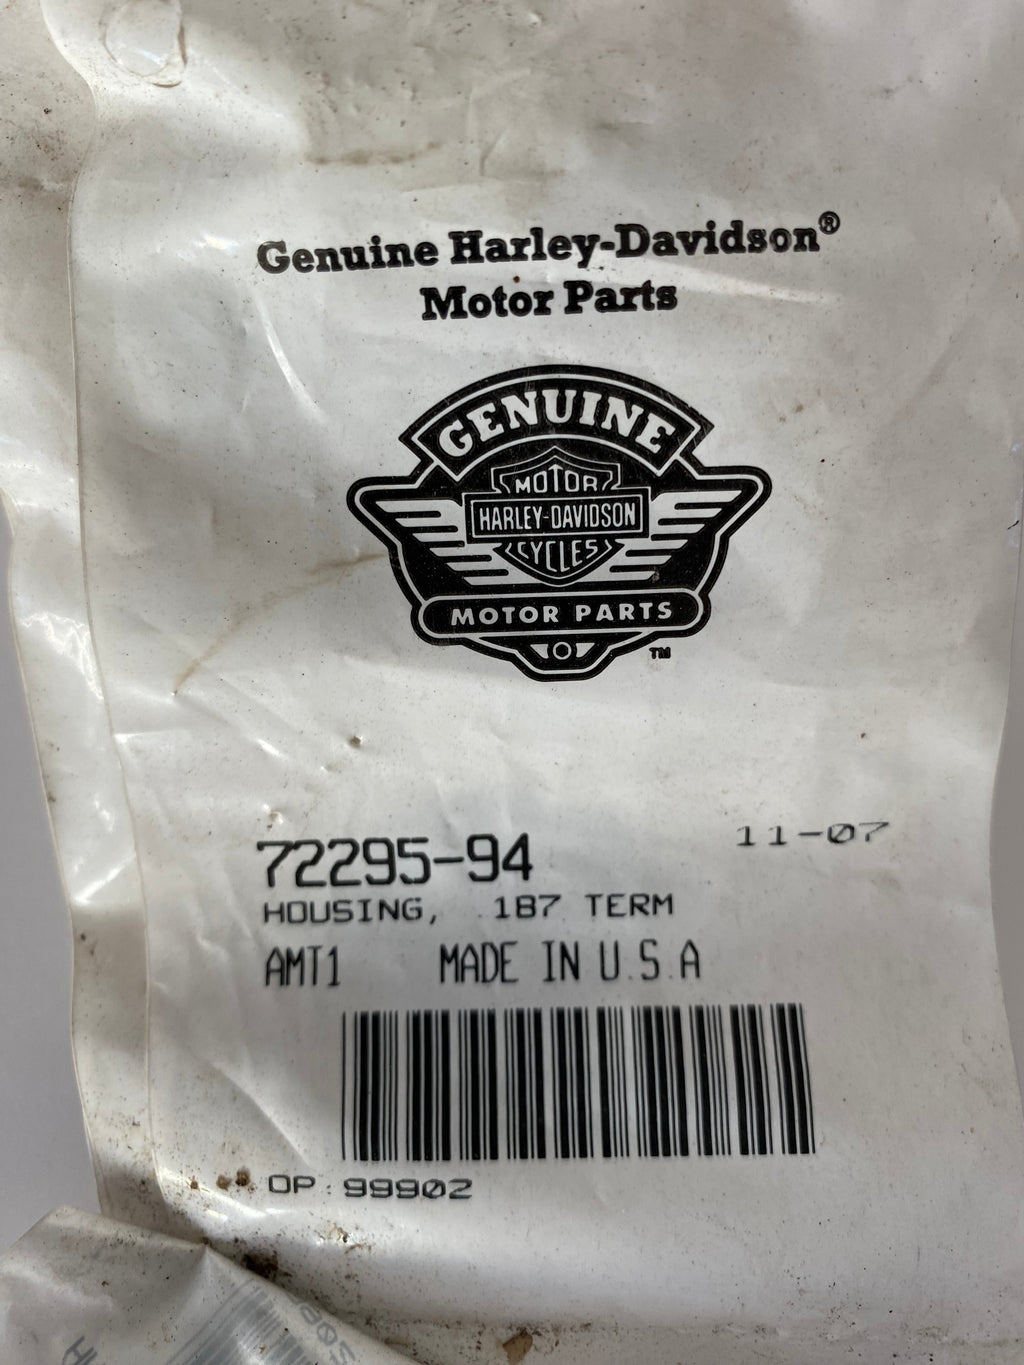 Genuine Harley-Davidson®
Motor Parts
GENUINE
MOTOR
HARLEY-DAVIDSON
CYCLES
MOTOR PARTS
TM
11-07
72295-94
HOUSING, .187 TERM
AMT1 MADE IN U.S.A
OP: 99902